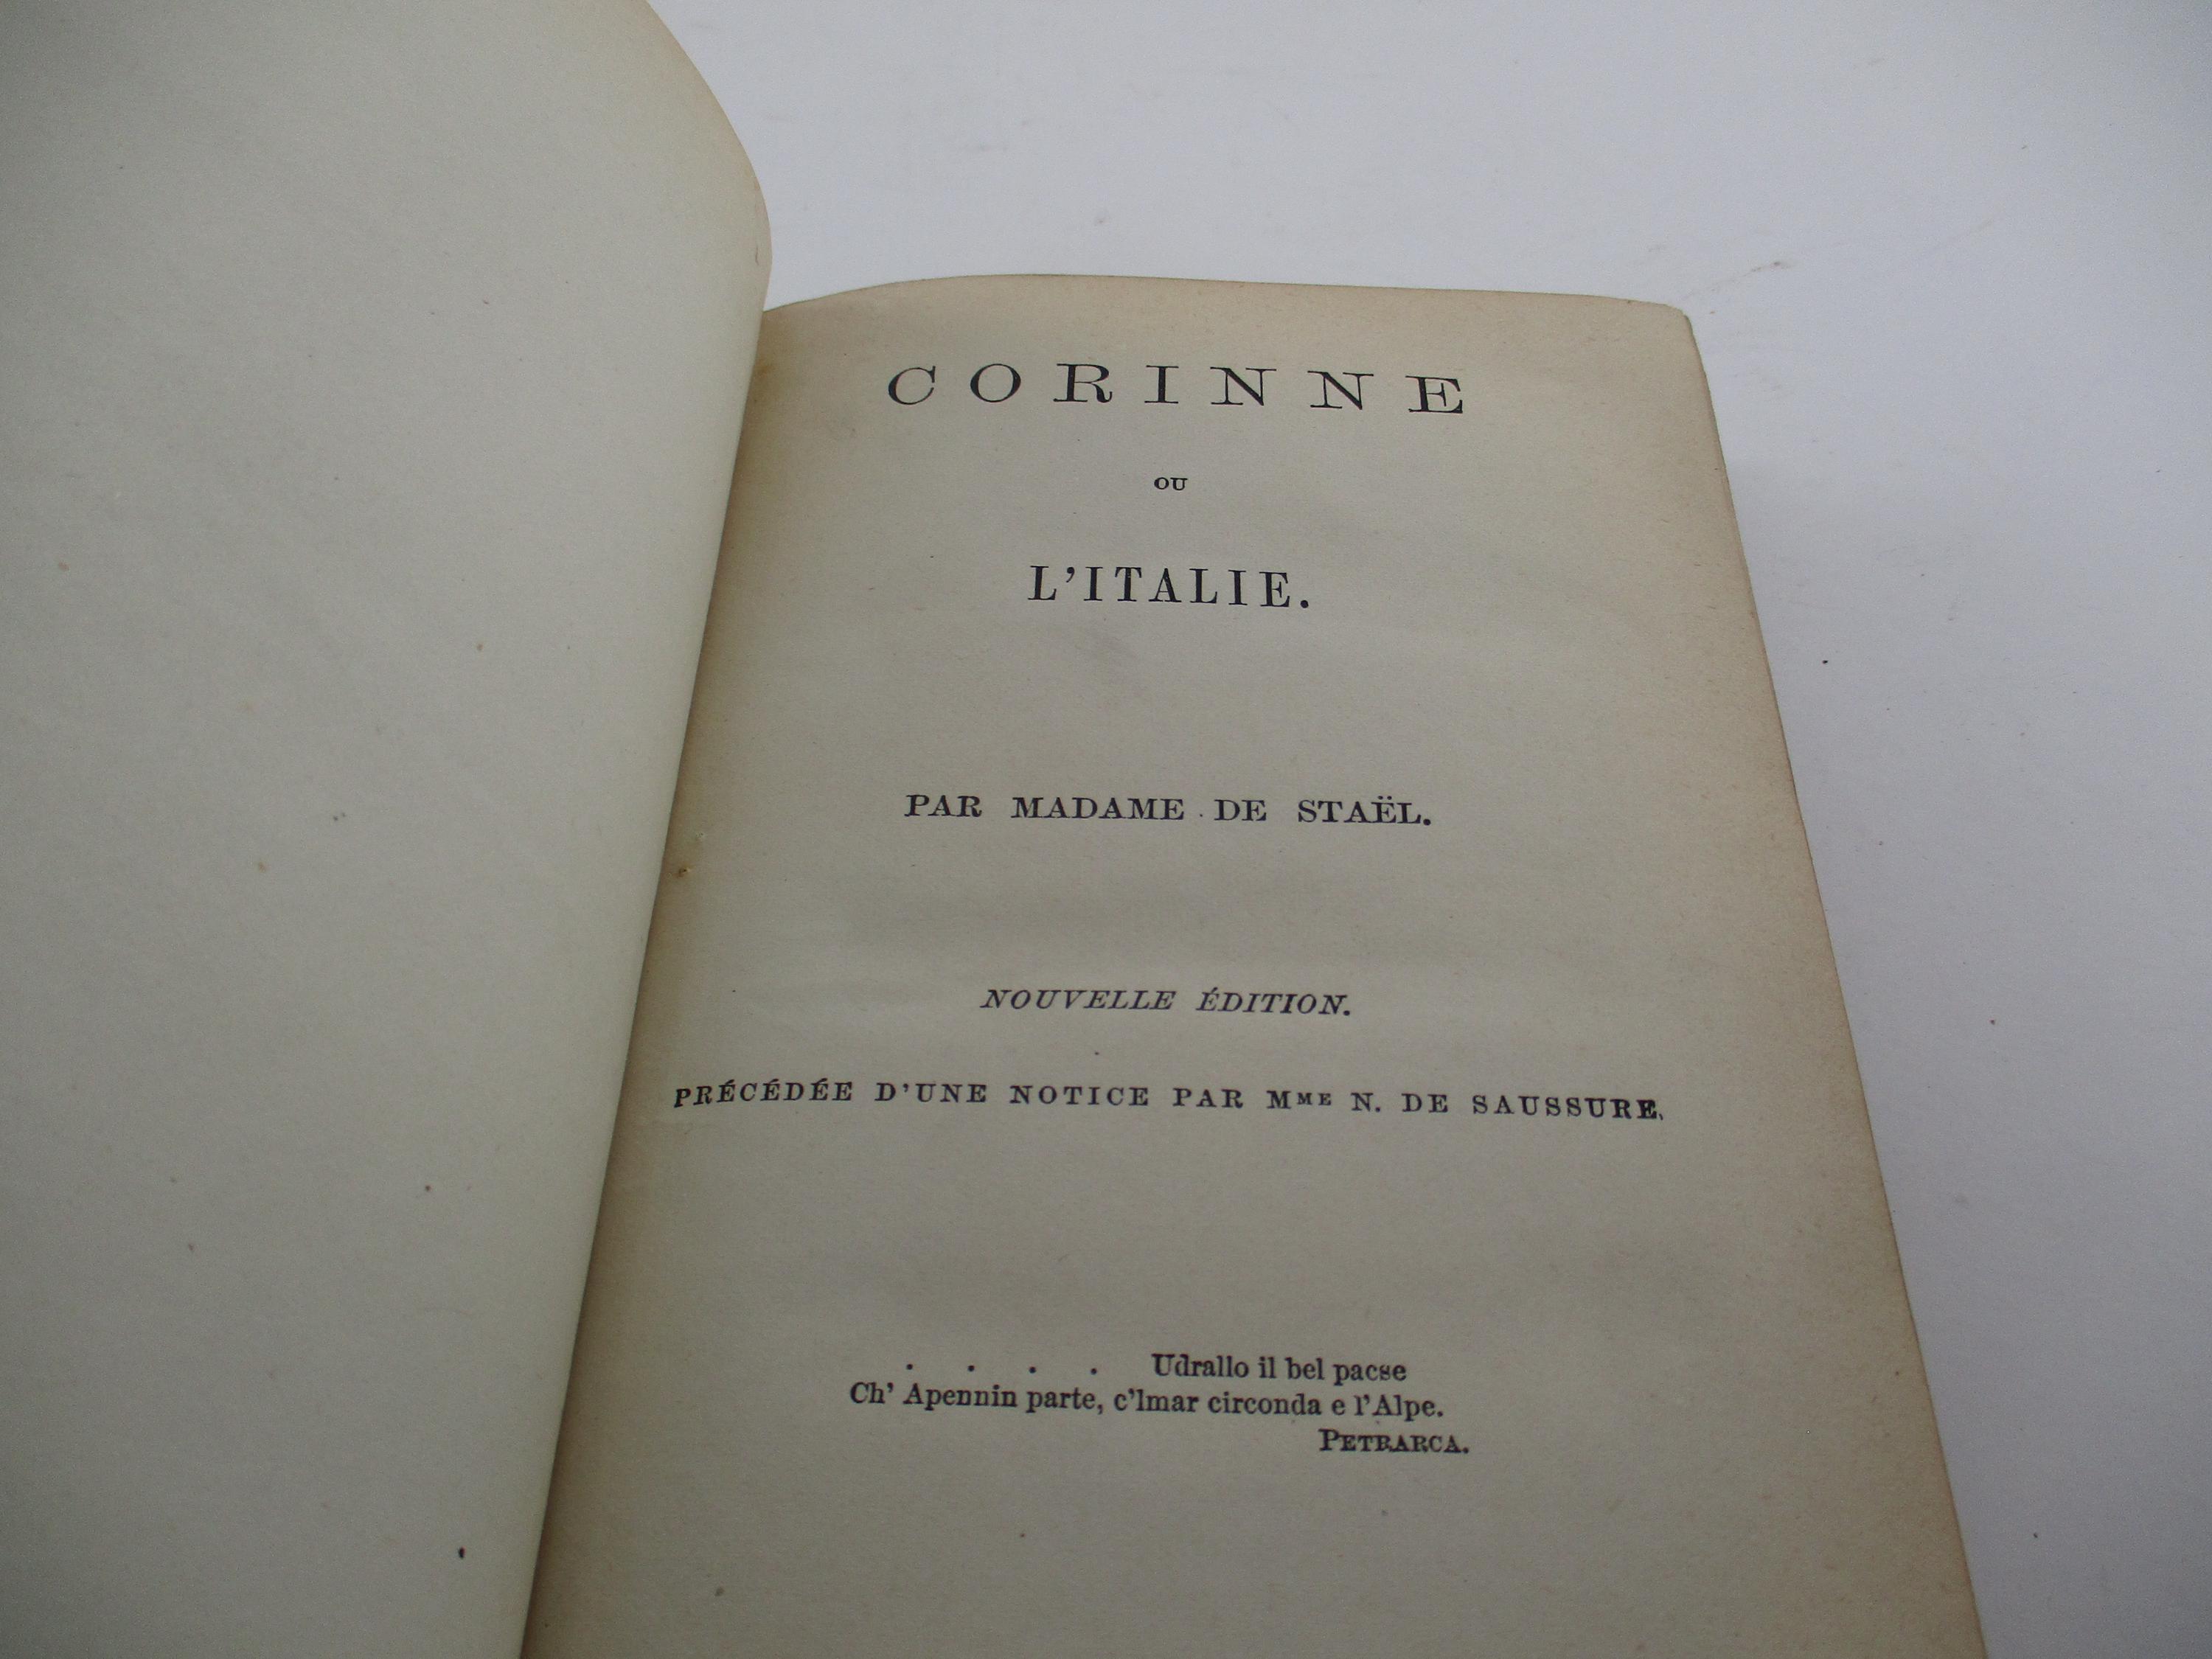 CORINNE
OU
L'ITALIE.
PAR MADAME DE STAËL.
NOUVELLE ÉDITION.
PRÉCÉDÉE D'UNE NOTICE PAR MME N. DE SAUSSURE.
. . . . Udrallo il bel pacse
Ch' Apennin parte, c'lmar circonda e l'Alpe.
PETRARCA.